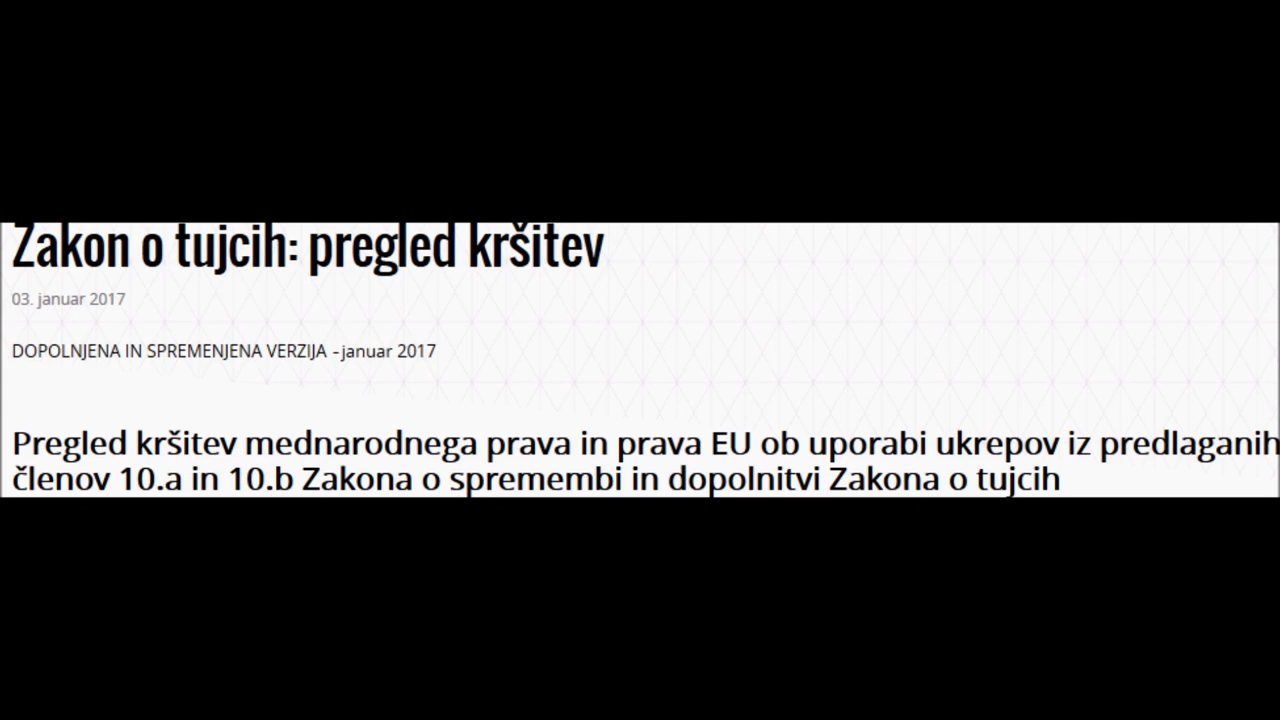 Zakon o tujcih: pregled kršitev
03. januar 2017
DOPOLNJENA IN SPREMENJENA VERZIJA -januar 2017
Pregled kršitev mednarodnega prava in prava EU ob uporabi ukrepov iz predlaganih
členov 10.a in 10.b Zakona o spremembi in dopolnitvi Zakona o tujcih